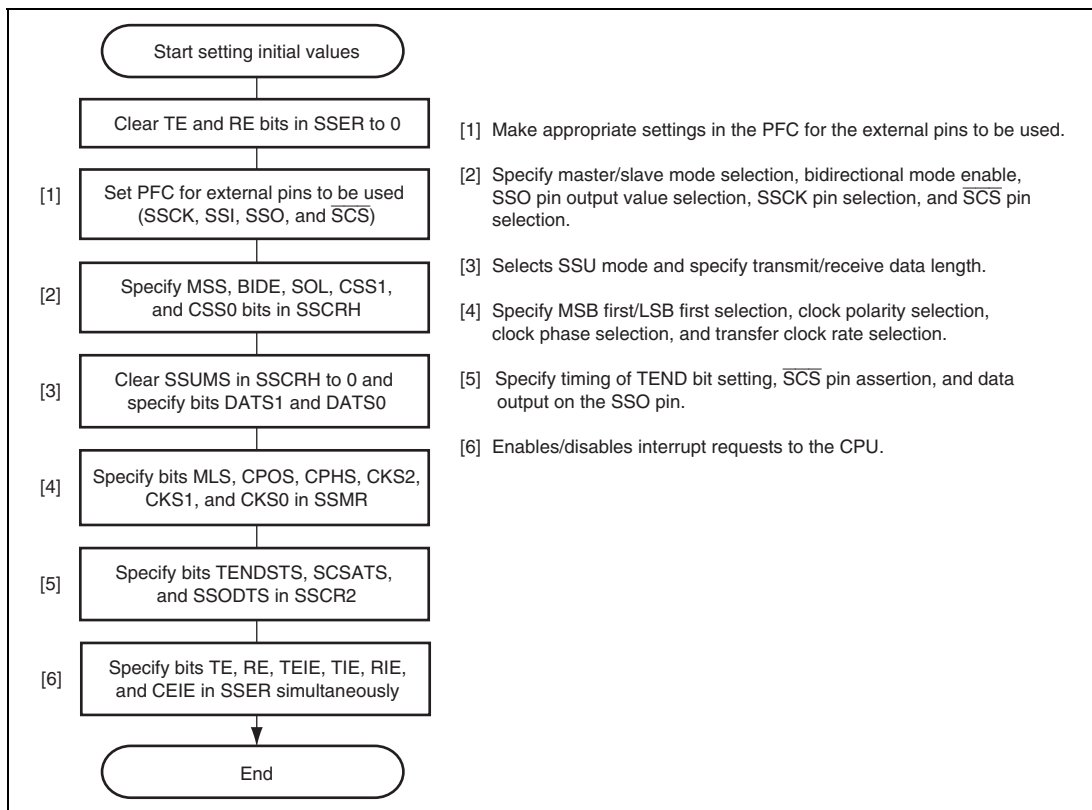 Start setting initial values
Clear TE and RE bits in SSER to 0
[1]
Set PFC for external pins to be used
(SSCK, SSI, SSO, and SCS)
[2]
Specify MSS, BIDE, SOL, CSS1,
and CSS0 bits in SSCRH
[3]
Clear SSUMS in SSCRH to 0 and
specify bits DATS1 and DATS0
[4]
Specify bits MLS, CPOS, CPHS, CKS2,
CKS1, and CKS0 in SSMR
[5]
Specify bits TENDSTS, SCSATS,
and SSODTS in SSCR2
[6]
Specify bits TE, RE, TEIE, TIE, RIE,
and CEIE in SSER simultaneously
End
[1] Make appropriate settings in the PFC for the external pins to be used.
[2] Specify master/slave mode selection, bidirectional mode enable,
SSO pin output value selection, SSCK pin selection, and SCS pin
selection.
[3] Selects SSU mode and specify transmit/receive data length.
[4] Specify MSB first/LSB first selection, clock polarity selection,
clock phase selection, and transfer clock rate selection.
[5] Specify timing of TEND bit setting, SCS pin assertion, and data
output on the SSO pin.
[6] Enables/disables interrupt requests to the CPU.